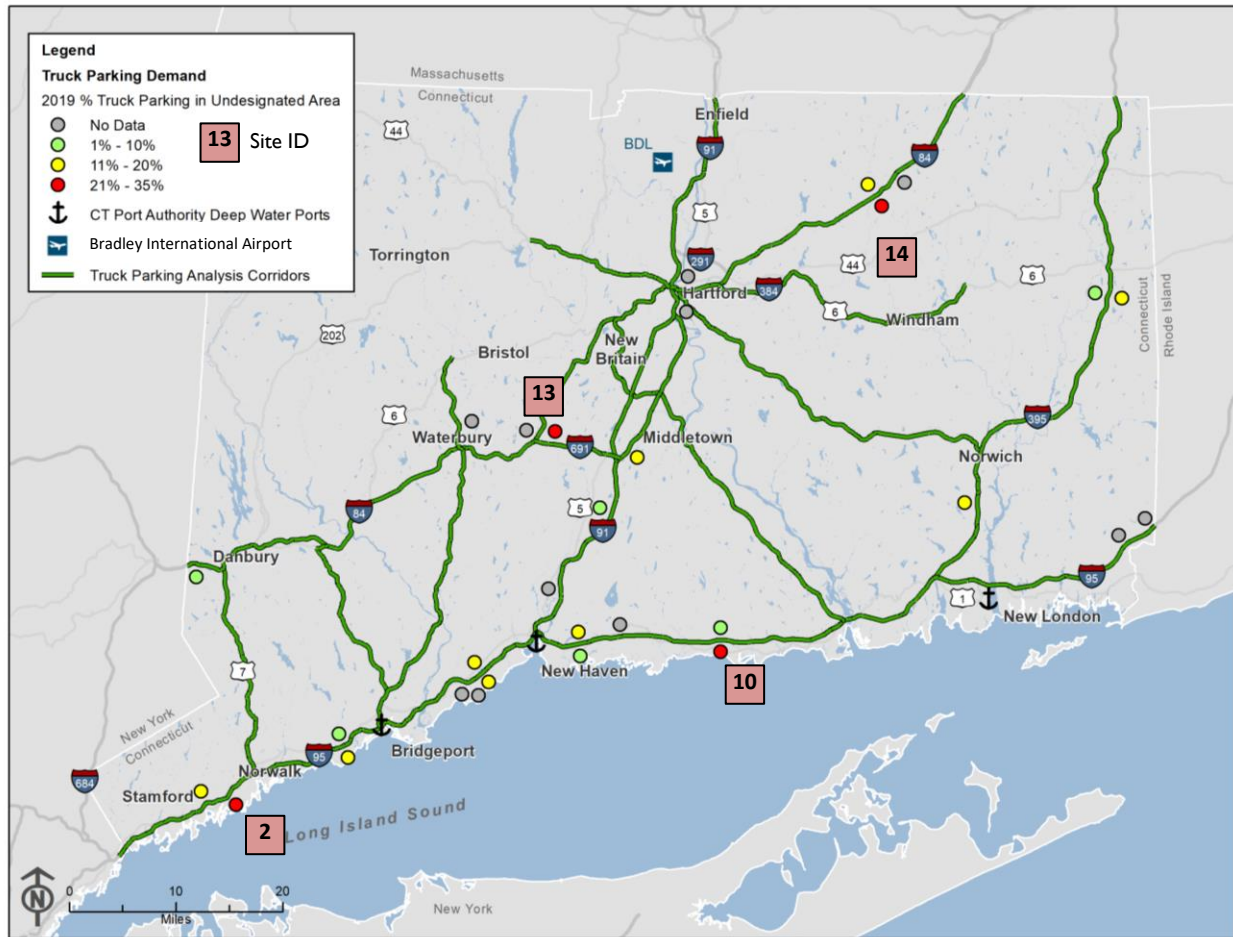 Legend
Truck Parking Demand
2019 % Truck Parking in Undesignated Area
No Data
1% - 10%
11% - 20%
21% - 35%
13 Site ID
CT Port Authority Deep Water Ports
Bradley International Airport
Truck Parking Analysis Corridors
Massachusetts
Connecticut
44
Enfield
BDL
91
84
5
Torrington
291
44
14
6
Hartford
384
6
Windham
Connecticut
Rhode Island
202
Bristol
New
Britain
13
6
Waterbury
691
Middletown
395
Norwich
5
91
84
Danbury
95
1
New London
7
New Haven
10
New York
Connecticut
Bridgeport
95
Norwalk
684
Stamford
2
Long Island Sound
N
0 10 20
Miles
New York